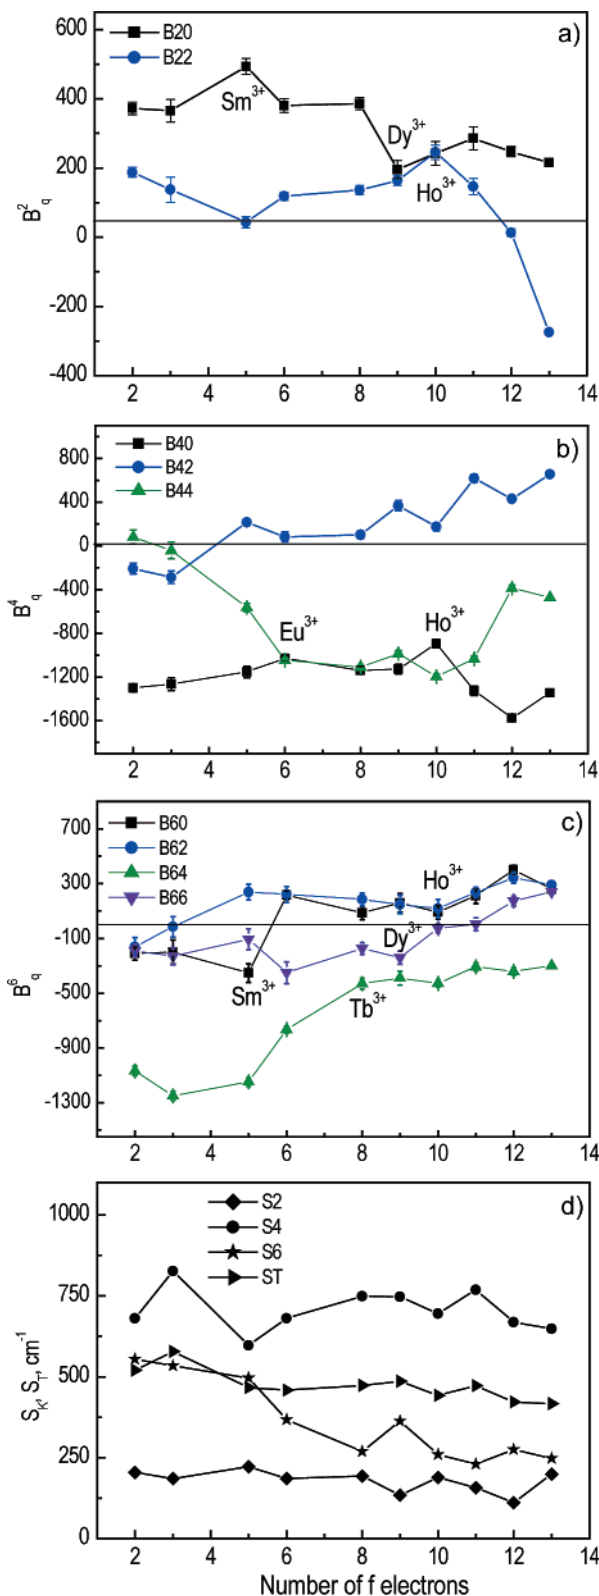 a)
B20
B22
600
400
200
0
-200
-400
B²q
Sm³⁺
Dy³⁺
Ho³⁺
2 4 6 8 10 12 14
b)
B40
B42
B44
800
400
0
-400
-800
-1200
-1600
B⁴q
Eu³⁺
Ho³⁺
2 4 6 8 10 12 14
c)
B60
B62
B64
B66
700
300
-100
-500
-900
-1300
B⁶q
Ho³⁺
Dy³⁺
Sm³⁺
Tb³⁺
2 4 6 8 10 12 14
d)
S2
S4
S6
ST
1000
750
500
250
0
S_K, S_T, cm⁻¹
2 4 6 8 10 12 14
Number of f electrons